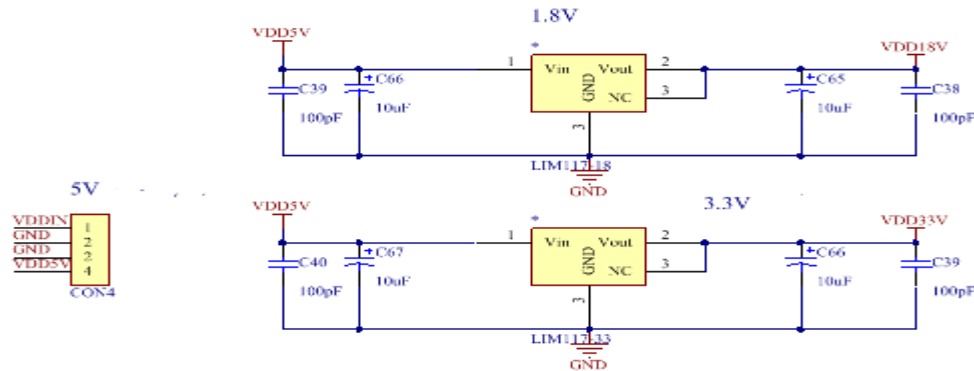 1.8V
VDD5V
*
VDD18V
1
Vin
Vout
2
GND
NC
3
C39
100pF
C66
10uF
C65
10uF
C38
100pF
3
LIM117-18
GND
5V
VDDIN
1
GND
2
GND
2
VDD5V
4
CON4
3.3V
VDD5V
*
VDD33V
1
Vin
Vout
2
GND
NC
3
C40
100pF
C67
10uF
C66
10uF
C39
100pF
3
LIM117-33
GND